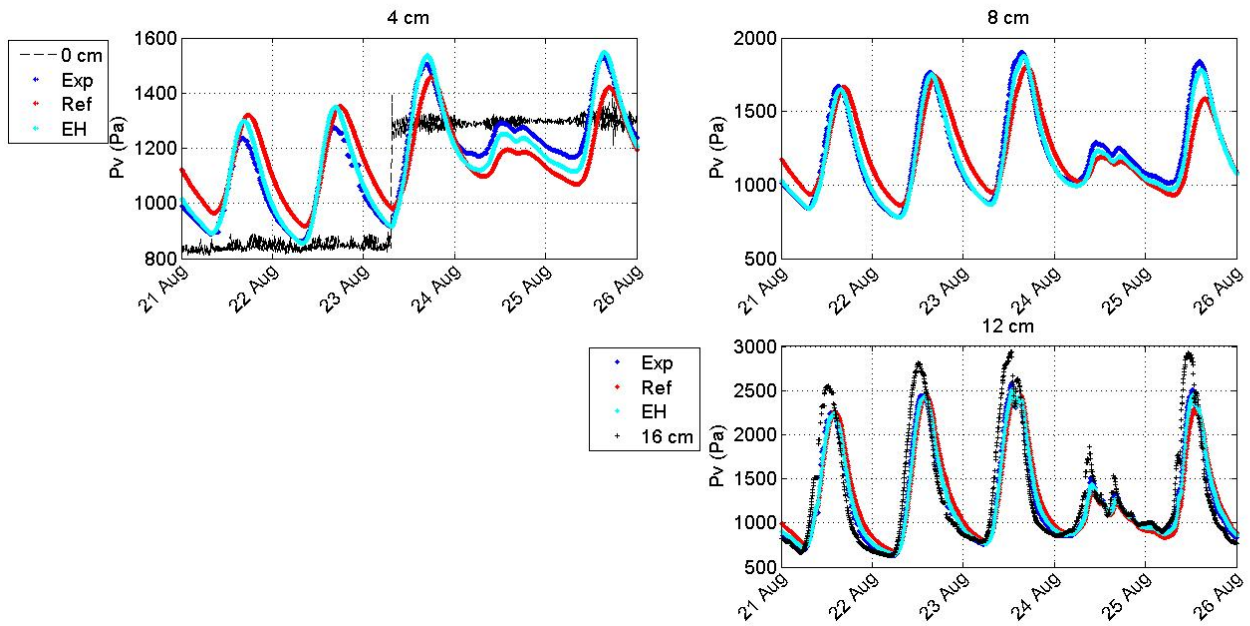 4 cm
0 cm
Exp
Ref
EH
Pv (Pa)
1600
1400
1200
1000
800
21 Aug
22 Aug
23 Aug
24 Aug
25 Aug
26 Aug
8 cm
Pv (Pa)
2000
1500
1000
500
21 Aug
22 Aug
23 Aug
24 Aug
25 Aug
26 Aug
12 cm
Exp
Ref
EH
16 cm
Pv (Pa)
3000
2500
2000
1500
1000
500
21 Aug
22 Aug
23 Aug
24 Aug
25 Aug
26 Aug